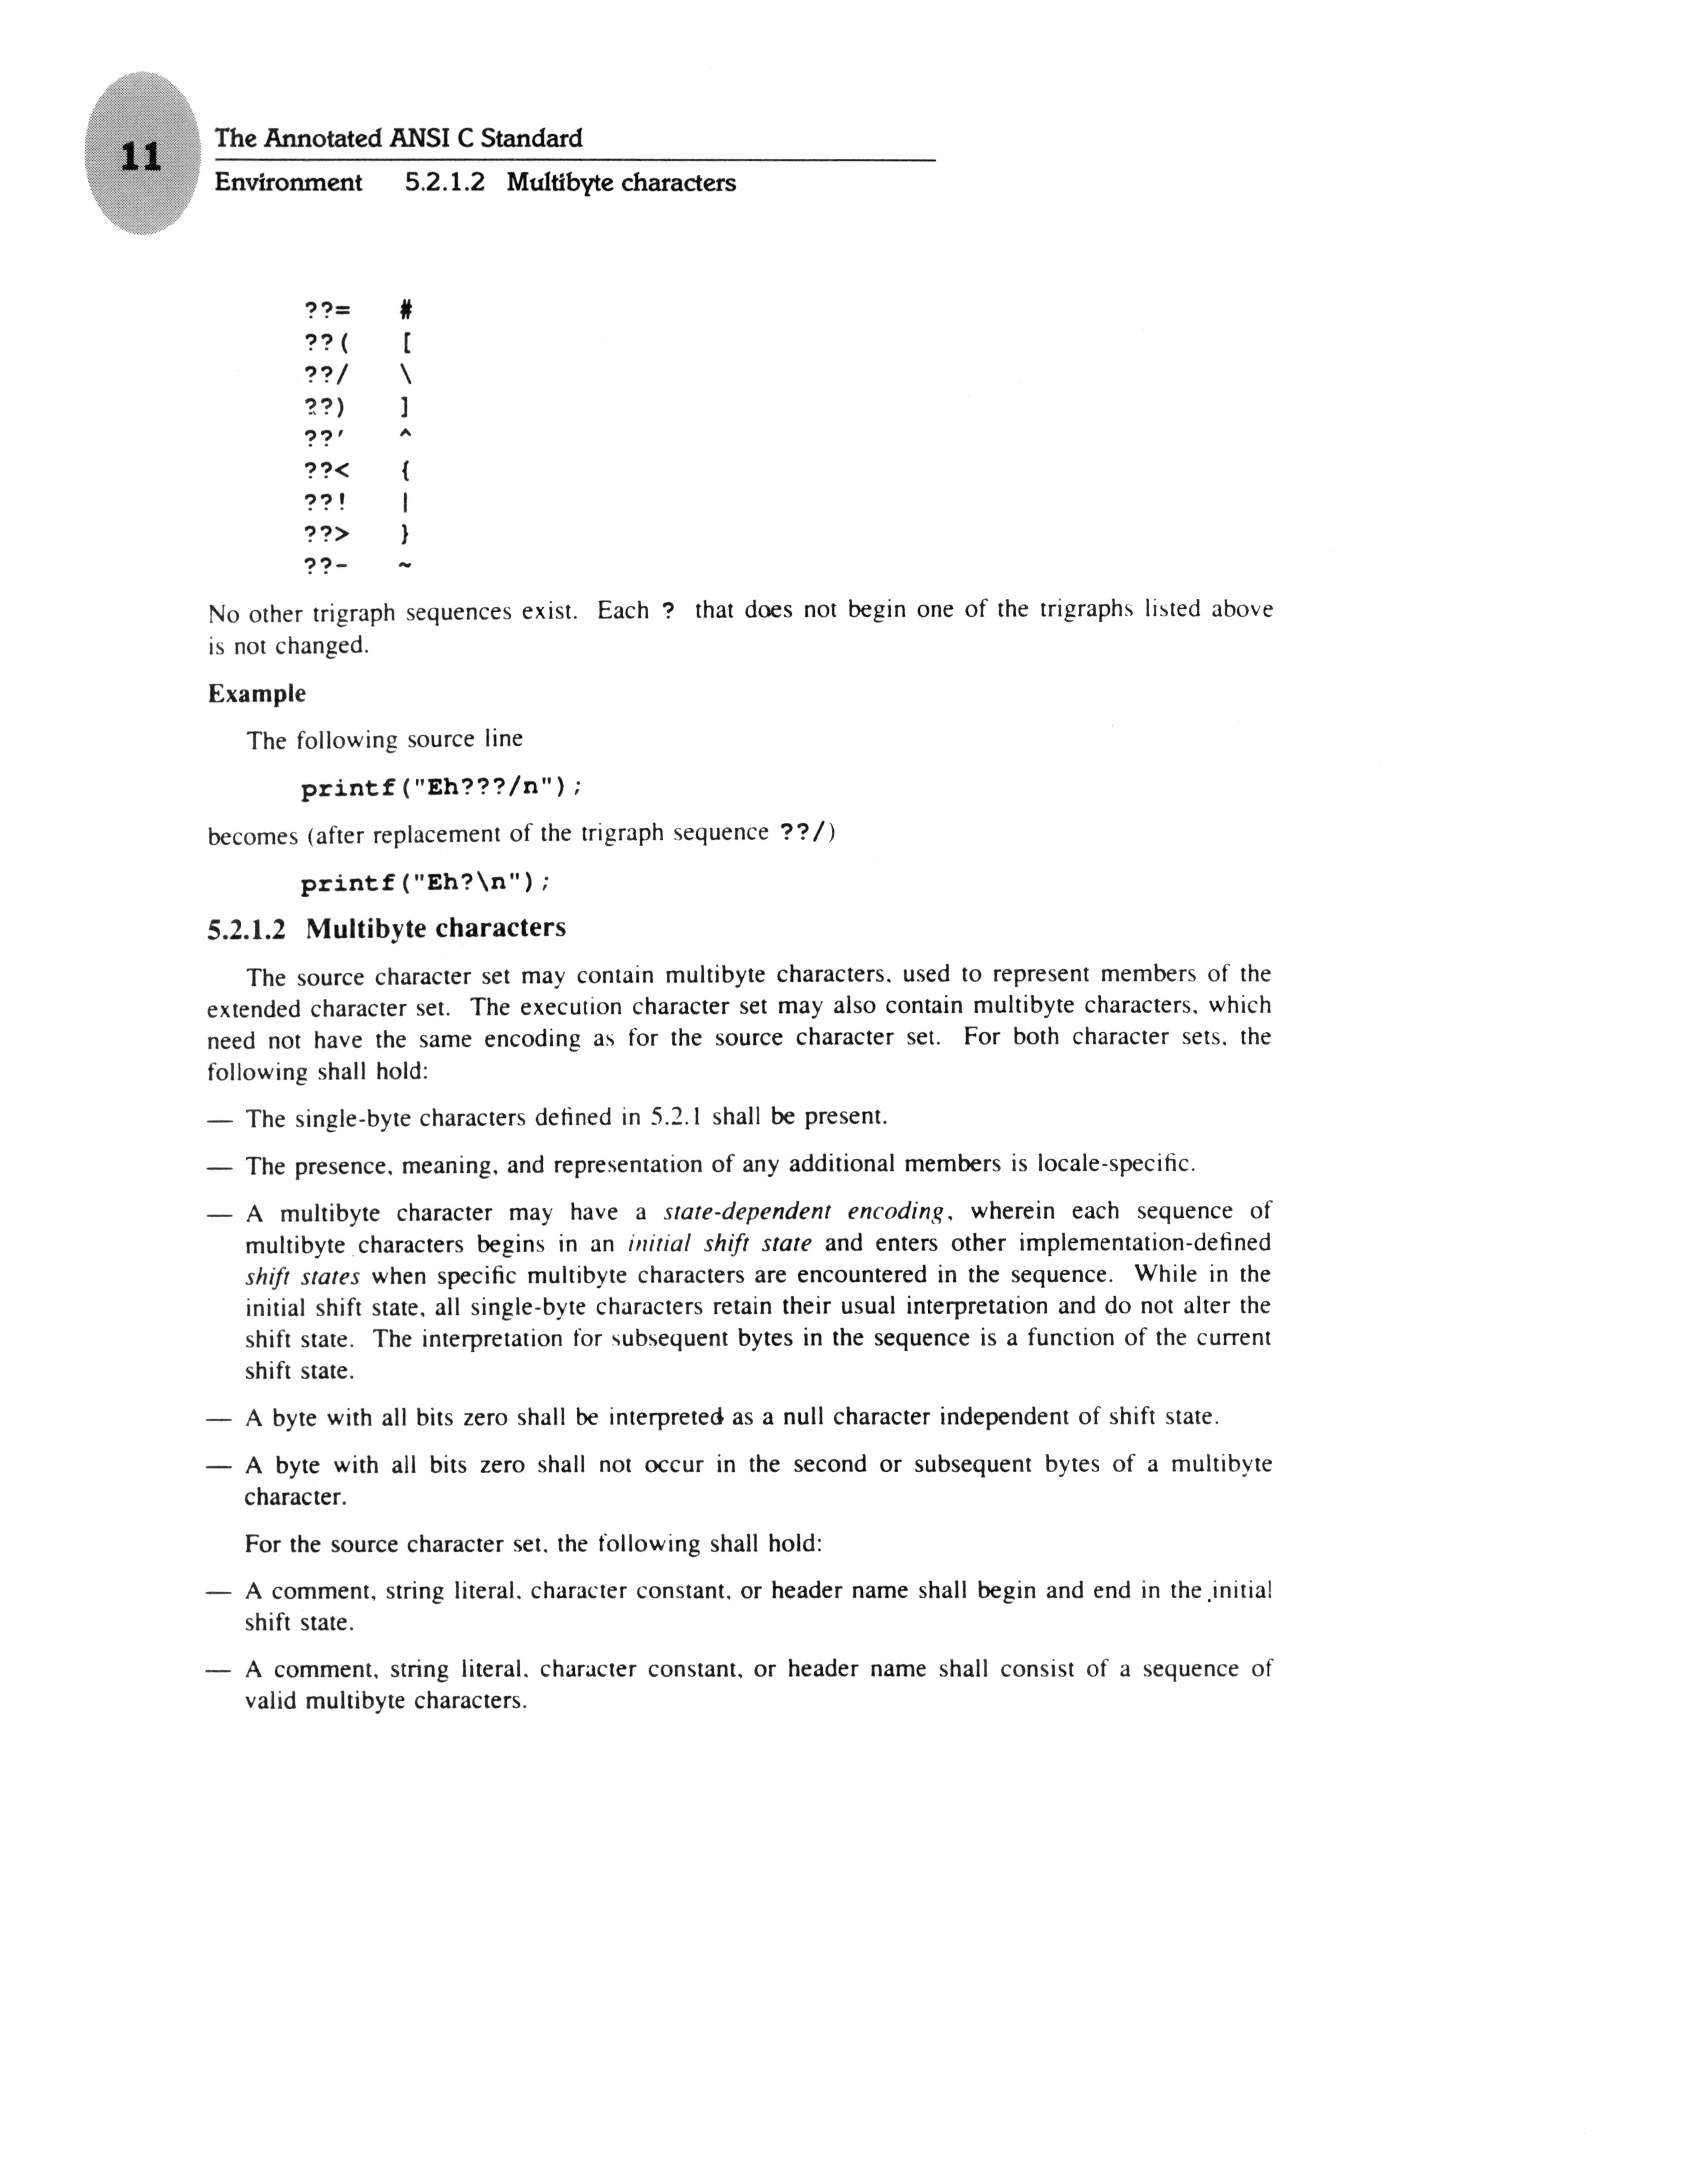 11
The Annotated ANSI C Standard
Environment 5.2.1.2 Multibyte characters
??= #
??( [
??/ \
??) ]
??' ^
??< {
??! |
??> }
??- ~
No other trigraph sequences exist. Each ? that does not begin one of the trigraphs listed above
is not changed.
Example
The following source line
printf("Eh???/n");
becomes (after replacement of the trigraph sequence ??/)
printf("Eh?\n");
5.2.1.2 Multibyte characters
The source character set may contain multibyte characters, used to represent members of the
extended character set. The execution character set may also contain multibyte characters, which
need not have the same encoding as for the source character set. For both character sets, the
following shall hold:
— The single-byte characters defined in 5.2.1 shall be present.
— The presence, meaning, and representation of any additional members is locale-specific.
— A multibyte character may have a state-dependent encoding, wherein each sequence of
multibyte characters begins in an initial shift state and enters other implementation-defined
shift states when specific multibyte characters are encountered in the sequence. While in the
initial shift state, all single-byte characters retain their usual interpretation and do not alter the
shift state. The interpretation for subsequent bytes in the sequence is a function of the current
shift state.
— A byte with all bits zero shall be interpreted as a null character independent of shift state.
— A byte with all bits zero shall not occur in the second or subsequent bytes of a multibyte
character.
For the source character set, the following shall hold:
— A comment, string literal, character constant, or header name shall begin and end in the initial
shift state.
— A comment, string literal, character constant, or header name shall consist of a sequence of
valid multibyte characters.